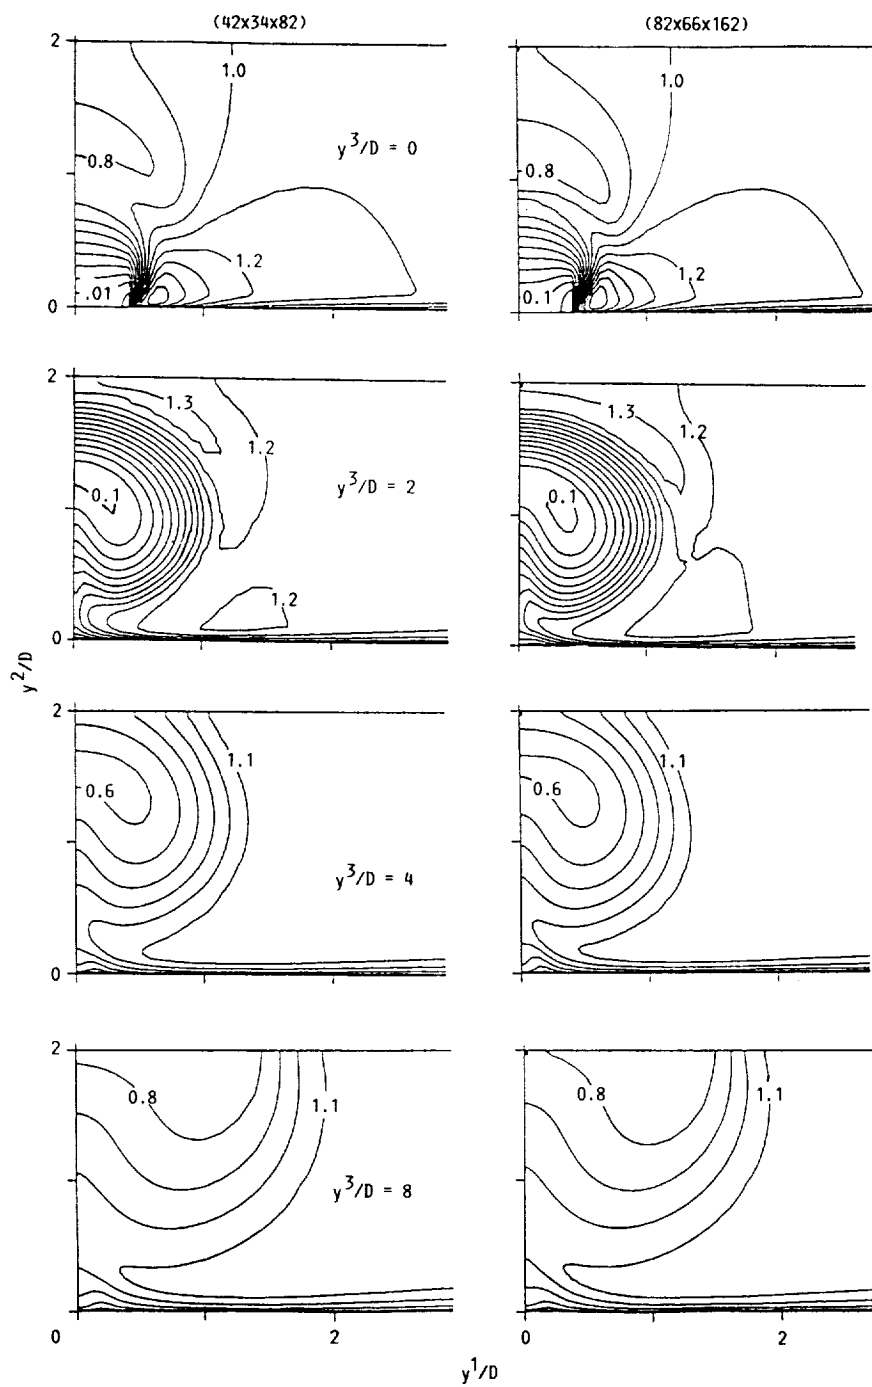 (42x34x82) (82x66x162)
2
1.0 1.0
y³/D = 0
0.8 0.8
1.2 1.2
.01 0.1
0
2
1.3 1.3
1.2 1.2
y³/D = 2
0.1 0.1
1.2
0
y²/D
2
1.1 1.1
0.6 0.6
y³/D = 4
0
2
0.8 1.1 0.8 1.1
y³/D = 8
0
0 2 0 2
y¹/D